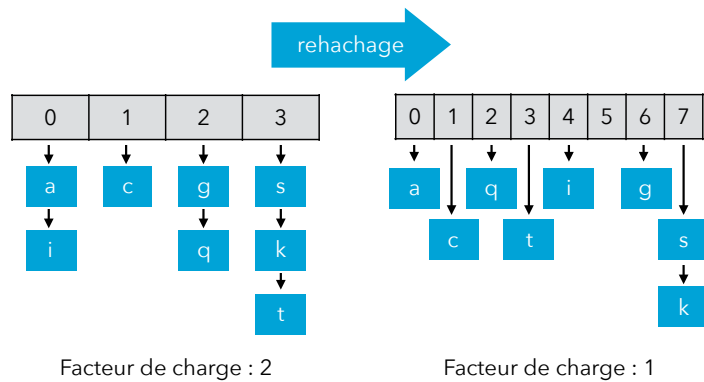 rehachage
0 1 2 3
0 1 2 3 4 5 6 7
a c g s
a q i g
i q k
c t s
t
k
Facteur de charge : 2
Facteur de charge : 1